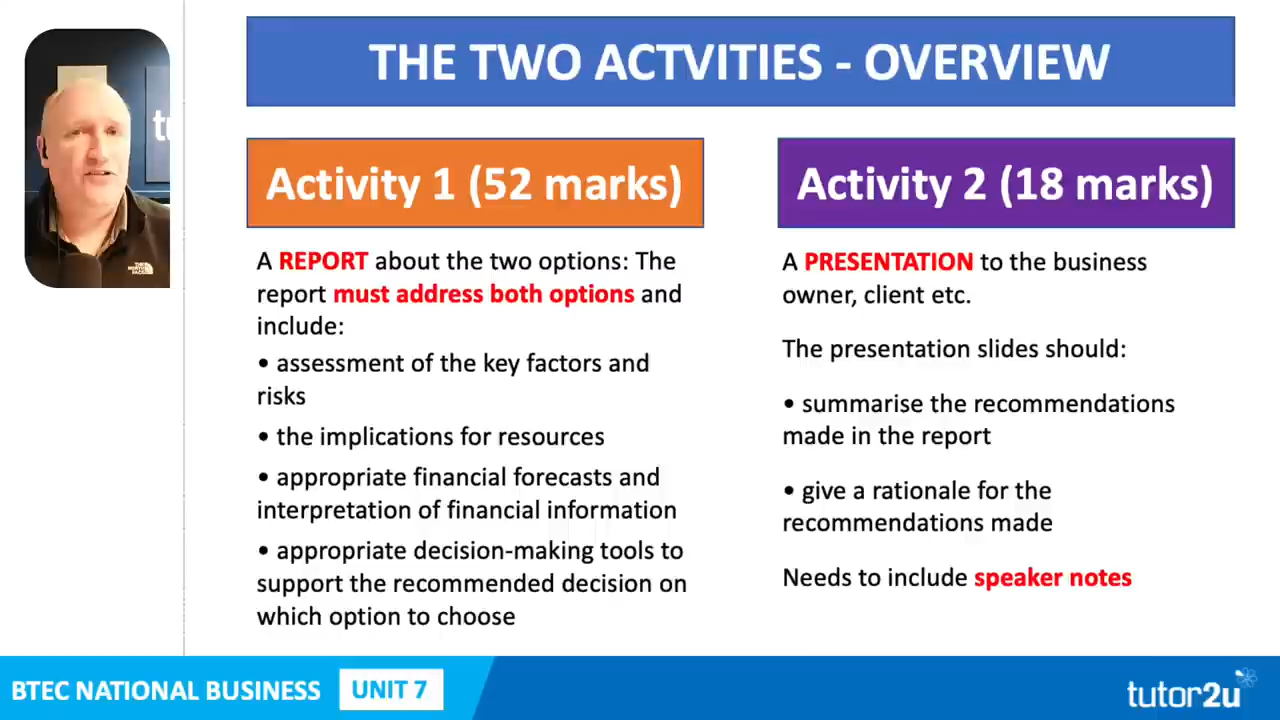 THE TWO ACTVITIES - OVERVIEW
Activity 1 (52 marks)
A REPORT about the two options: The
report must address both options and
include:
• assessment of the key factors and
risks
• the implications for resources
• appropriate financial forecasts and
interpretation of financial information
• appropriate decision-making tools to
support the recommended decision on
which option to choose
Activity 2 (18 marks)
A PRESENTATION to the business
owner, client etc.
The presentation slides should:
• summarise the recommendations
made in the report
• give a rationale for the
recommendations made
Needs to include speaker notes
BTEC NATIONAL BUSINESS
UNIT 7
tutor2u
THE
NORTH
FACE